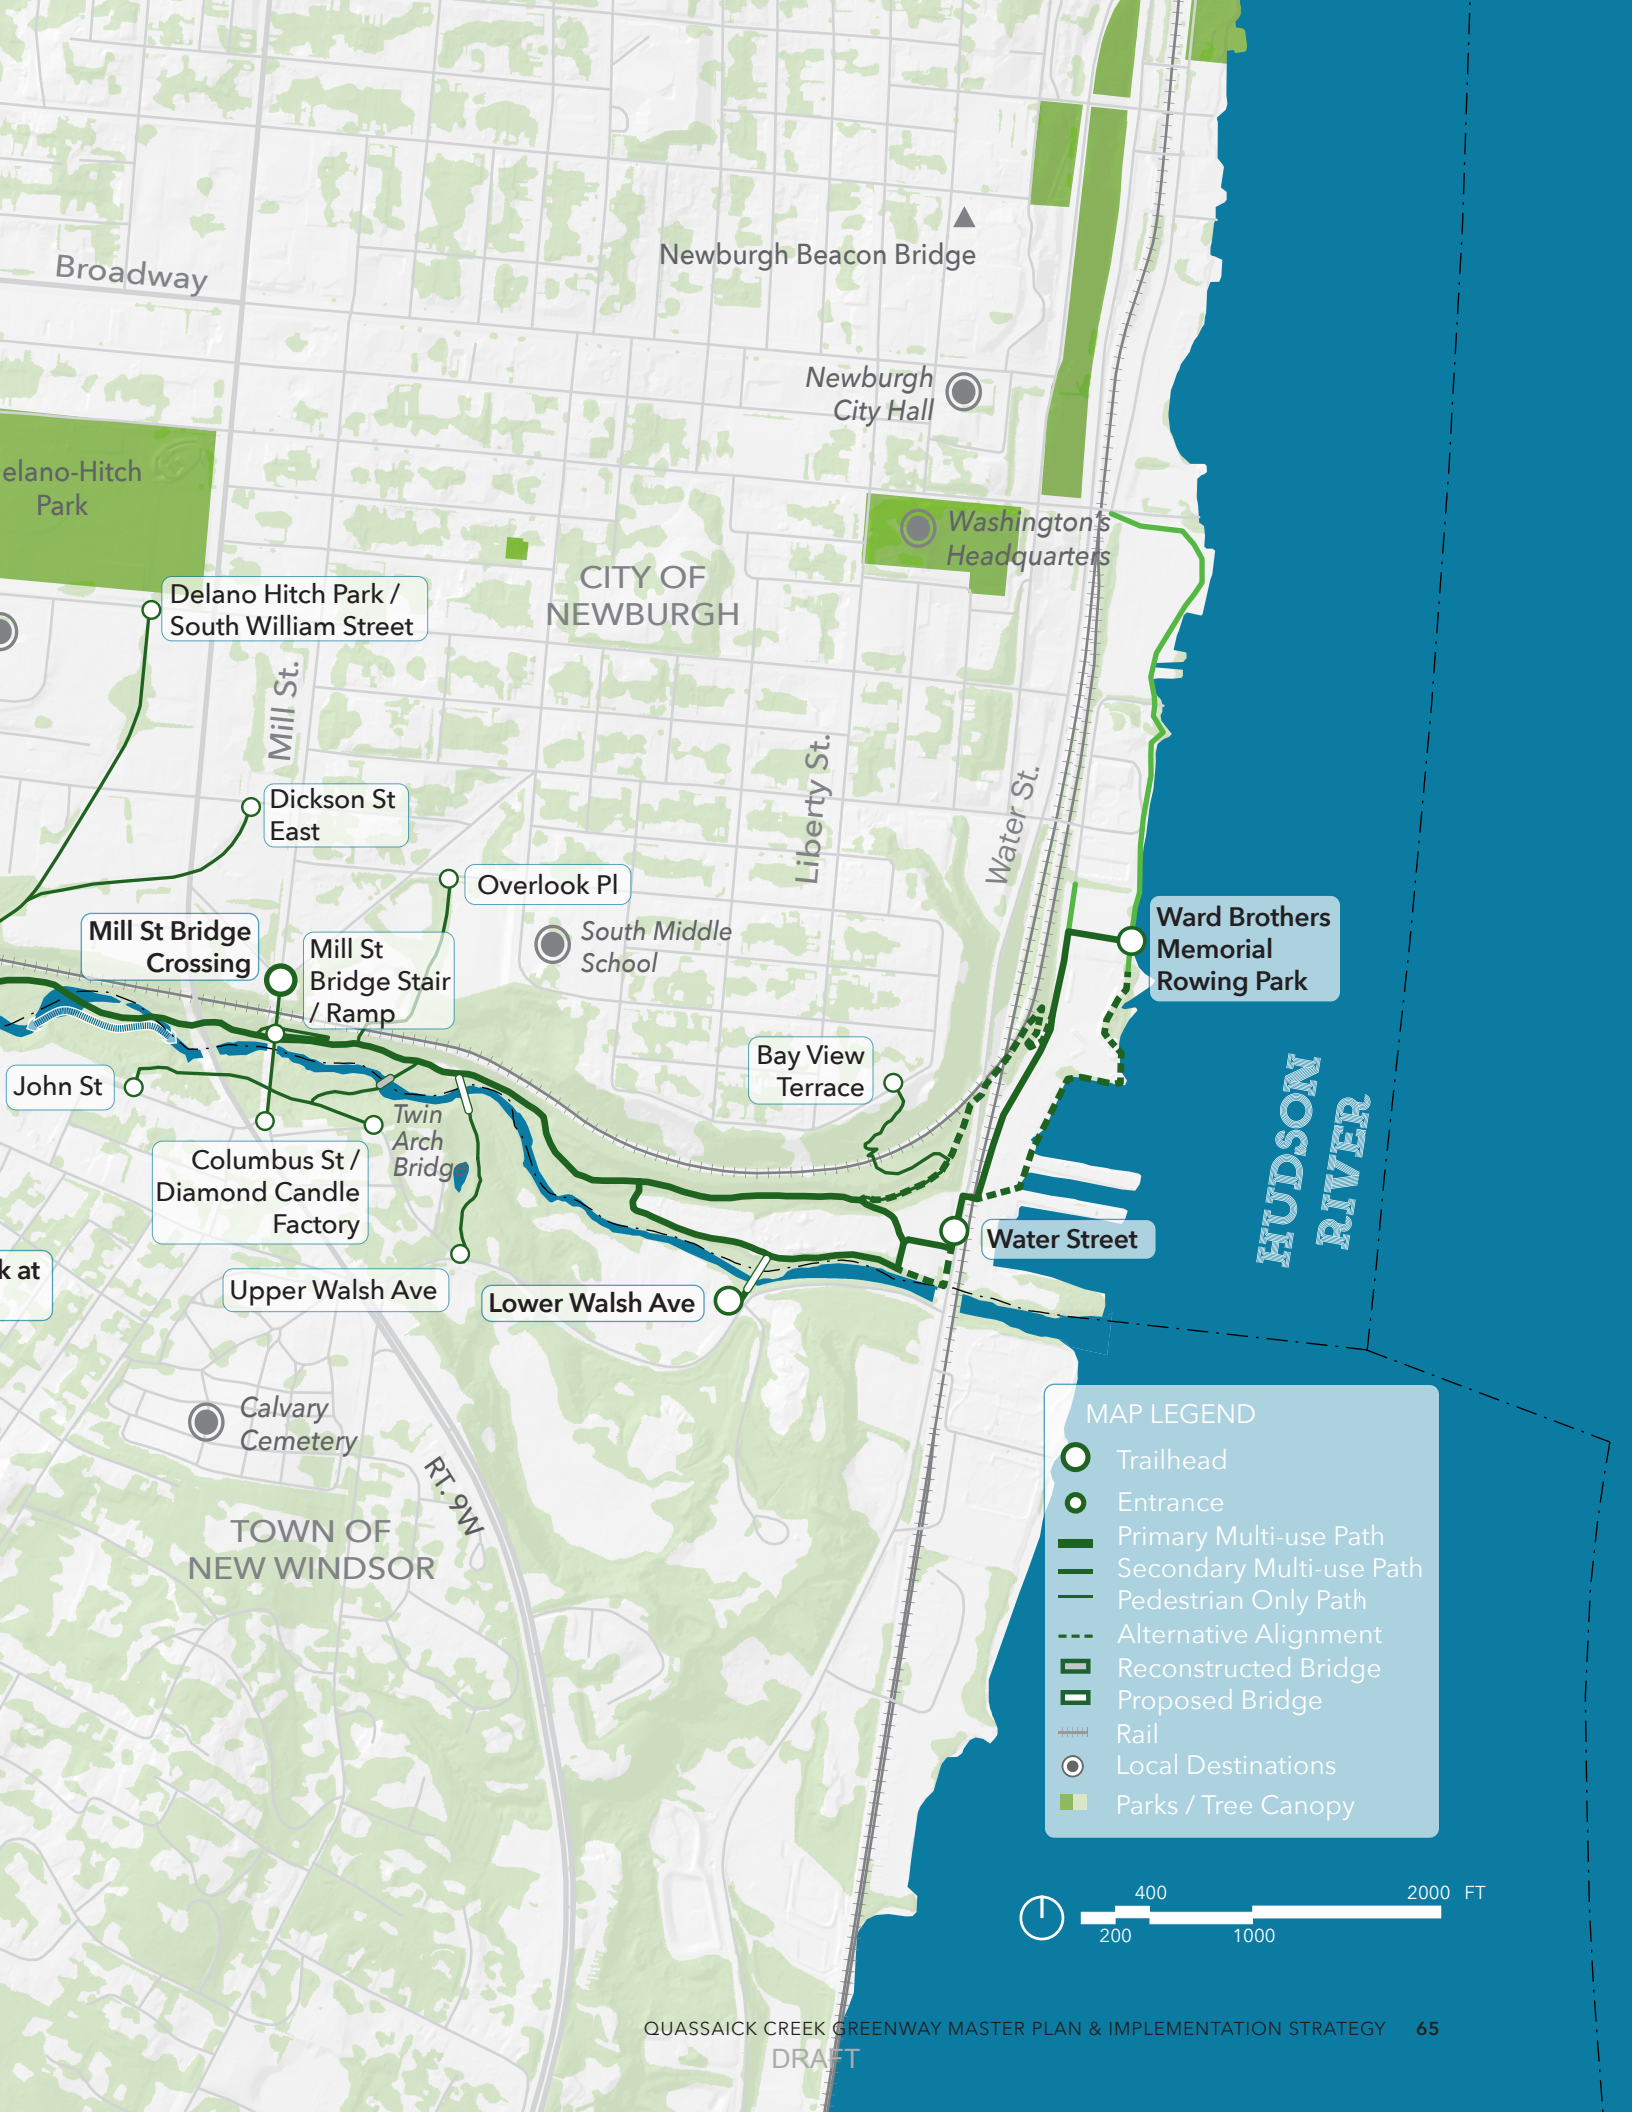 Newburgh Beacon Bridge
Broadway
Newburgh
City Hall
elano-Hitch
Park
Washington's
Headquarters
CITY OF
NEWBURGH
Delano Hitch Park /
South William Street
Mill St.
Dickson St
East
Liberty St.
Water St.
Overlook Pl
South Middle
School
Mill St Bridge
Crossing
Mill St
Bridge Stair
/ Ramp
Ward Brothers
Memorial
Rowing Park
Bay View
Terrace
John St
Twin
Arch
Bridge
HUDSON
RIVER
Columbus St /
Diamond Candle
Factory
Water Street
k at
Upper Walsh Ave
Lower Walsh Ave
Calvary
Cemetery
RT. 9W
TOWN OF
NEW WINDSOR
MAP LEGEND
Trailhead
Entrance
Primary Multi-use Path
Secondary Multi-use Path
Pedestrian Only Path
Alternative Alignment
Reconstructed Bridge
Proposed Bridge
Rail
Local Destinations
Parks / Tree Canopy
400 2000 FT
200 1000
QUASSAICK CREEK GREENWAY MASTER PLAN & IMPLEMENTATION STRATEGY 65
DRAFT